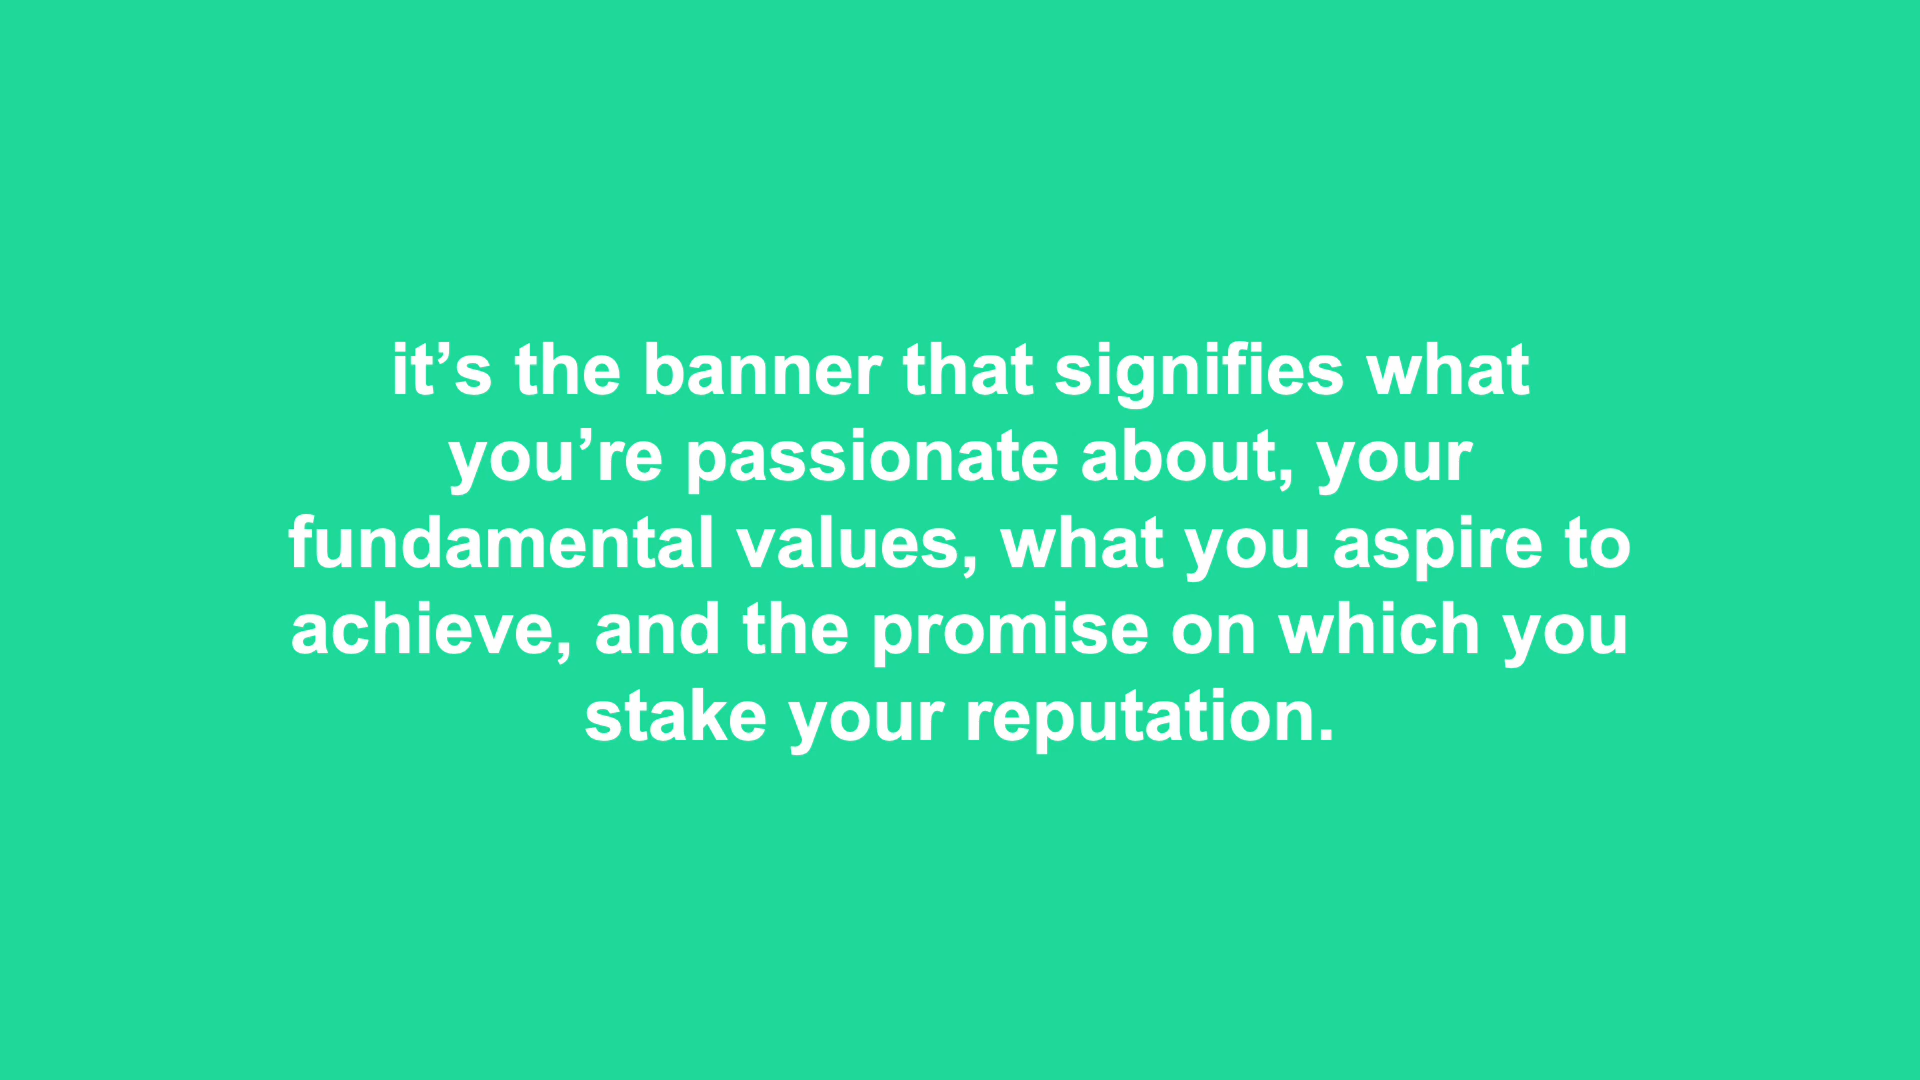 it’s the banner that signifies what
you’re passionate about, your
fundamental values, what you aspire to
achieve, and the promise on which you
stake your reputation.